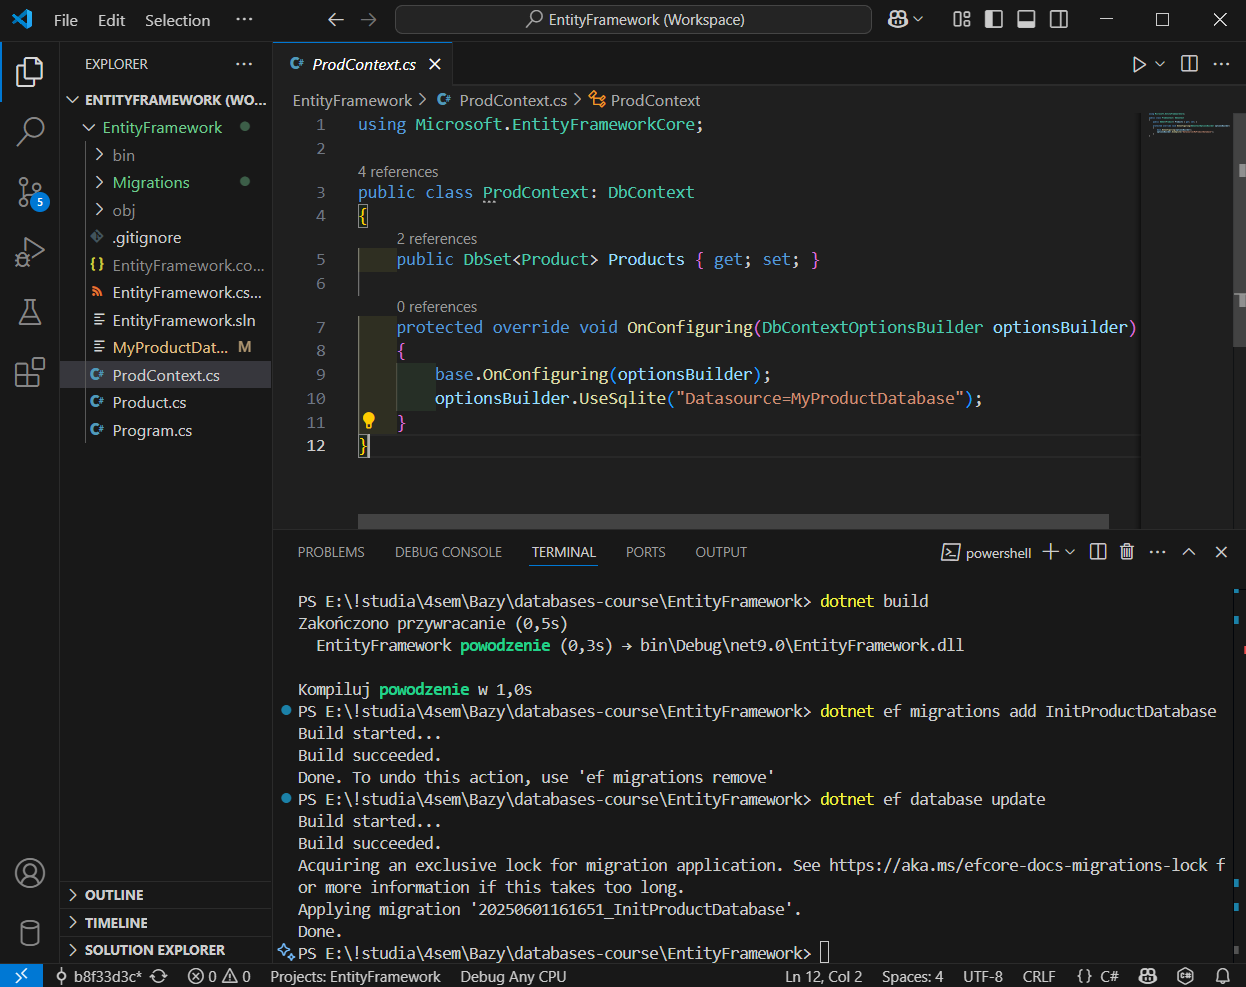 File Edit Selection ··· EntityFramework (Workspace)
EXPLORER ···
ENTITYFRAMEWORK (WO...
EntityFramework
bin
Migrations
obj
.gitignore
{} EntityFramework.co...
EntityFramework.cs...
EntityFramework.sln
MyProductDat... M
C# ProdContext.cs
C# Product.cs
C# Program.cs
5
OUTLINE
TIMELINE
SOLUTION EXPLORER
C# ProdContext.cs
EntityFramework > C# ProdContext.cs > ProdContext
1 using Microsoft.EntityFrameworkCore;
2
4 references
3 public class ProdContext: DbContext
4 {
2 references
5 public DbSet<Product> Products { get; set; }
6
0 references
7 protected override void OnConfiguring(DbContextOptionsBuilder optionsBuilder)
8 {
9 base.OnConfiguring(optionsBuilder);
10 optionsBuilder.UseSqlite("Datasource=MyProductDatabase");
11 }
12 }
PROBLEMS DEBUG CONSOLE TERMINAL PORTS OUTPUT powershell
PS E:\!studia\4sem\Bazy\databases-course\EntityFramework> dotnet build
Zakończono przywracanie (0,5s)
EntityFramework powodzenie (0,3s) → bin\Debug\net9.0\EntityFramework.dll
Kompiluj powodzenie w 1,0s
PS E:\!studia\4sem\Bazy\databases-course\EntityFramework> dotnet ef migrations add InitProductDatabase
Build started...
Build succeeded.
Done. To undo this action, use 'ef migrations remove'
PS E:\!studia\4sem\Bazy\databases-course\EntityFramework> dotnet ef database update
Build started...
Build succeeded.
Acquiring an exclusive lock for migration application. See https://aka.ms/efcore-docs-migrations-lock f
or more information if this takes too long.
Applying migration '20250601161651_InitProductDatabase'.
Done.
PS E:\!studia\4sem\Bazy\databases-course\EntityFramework>
b8f33d3c* 0 0 Projects: EntityFramework Debug Any CPU Ln 12, Col 2 Spaces: 4 UTF-8 CRLF {} C#